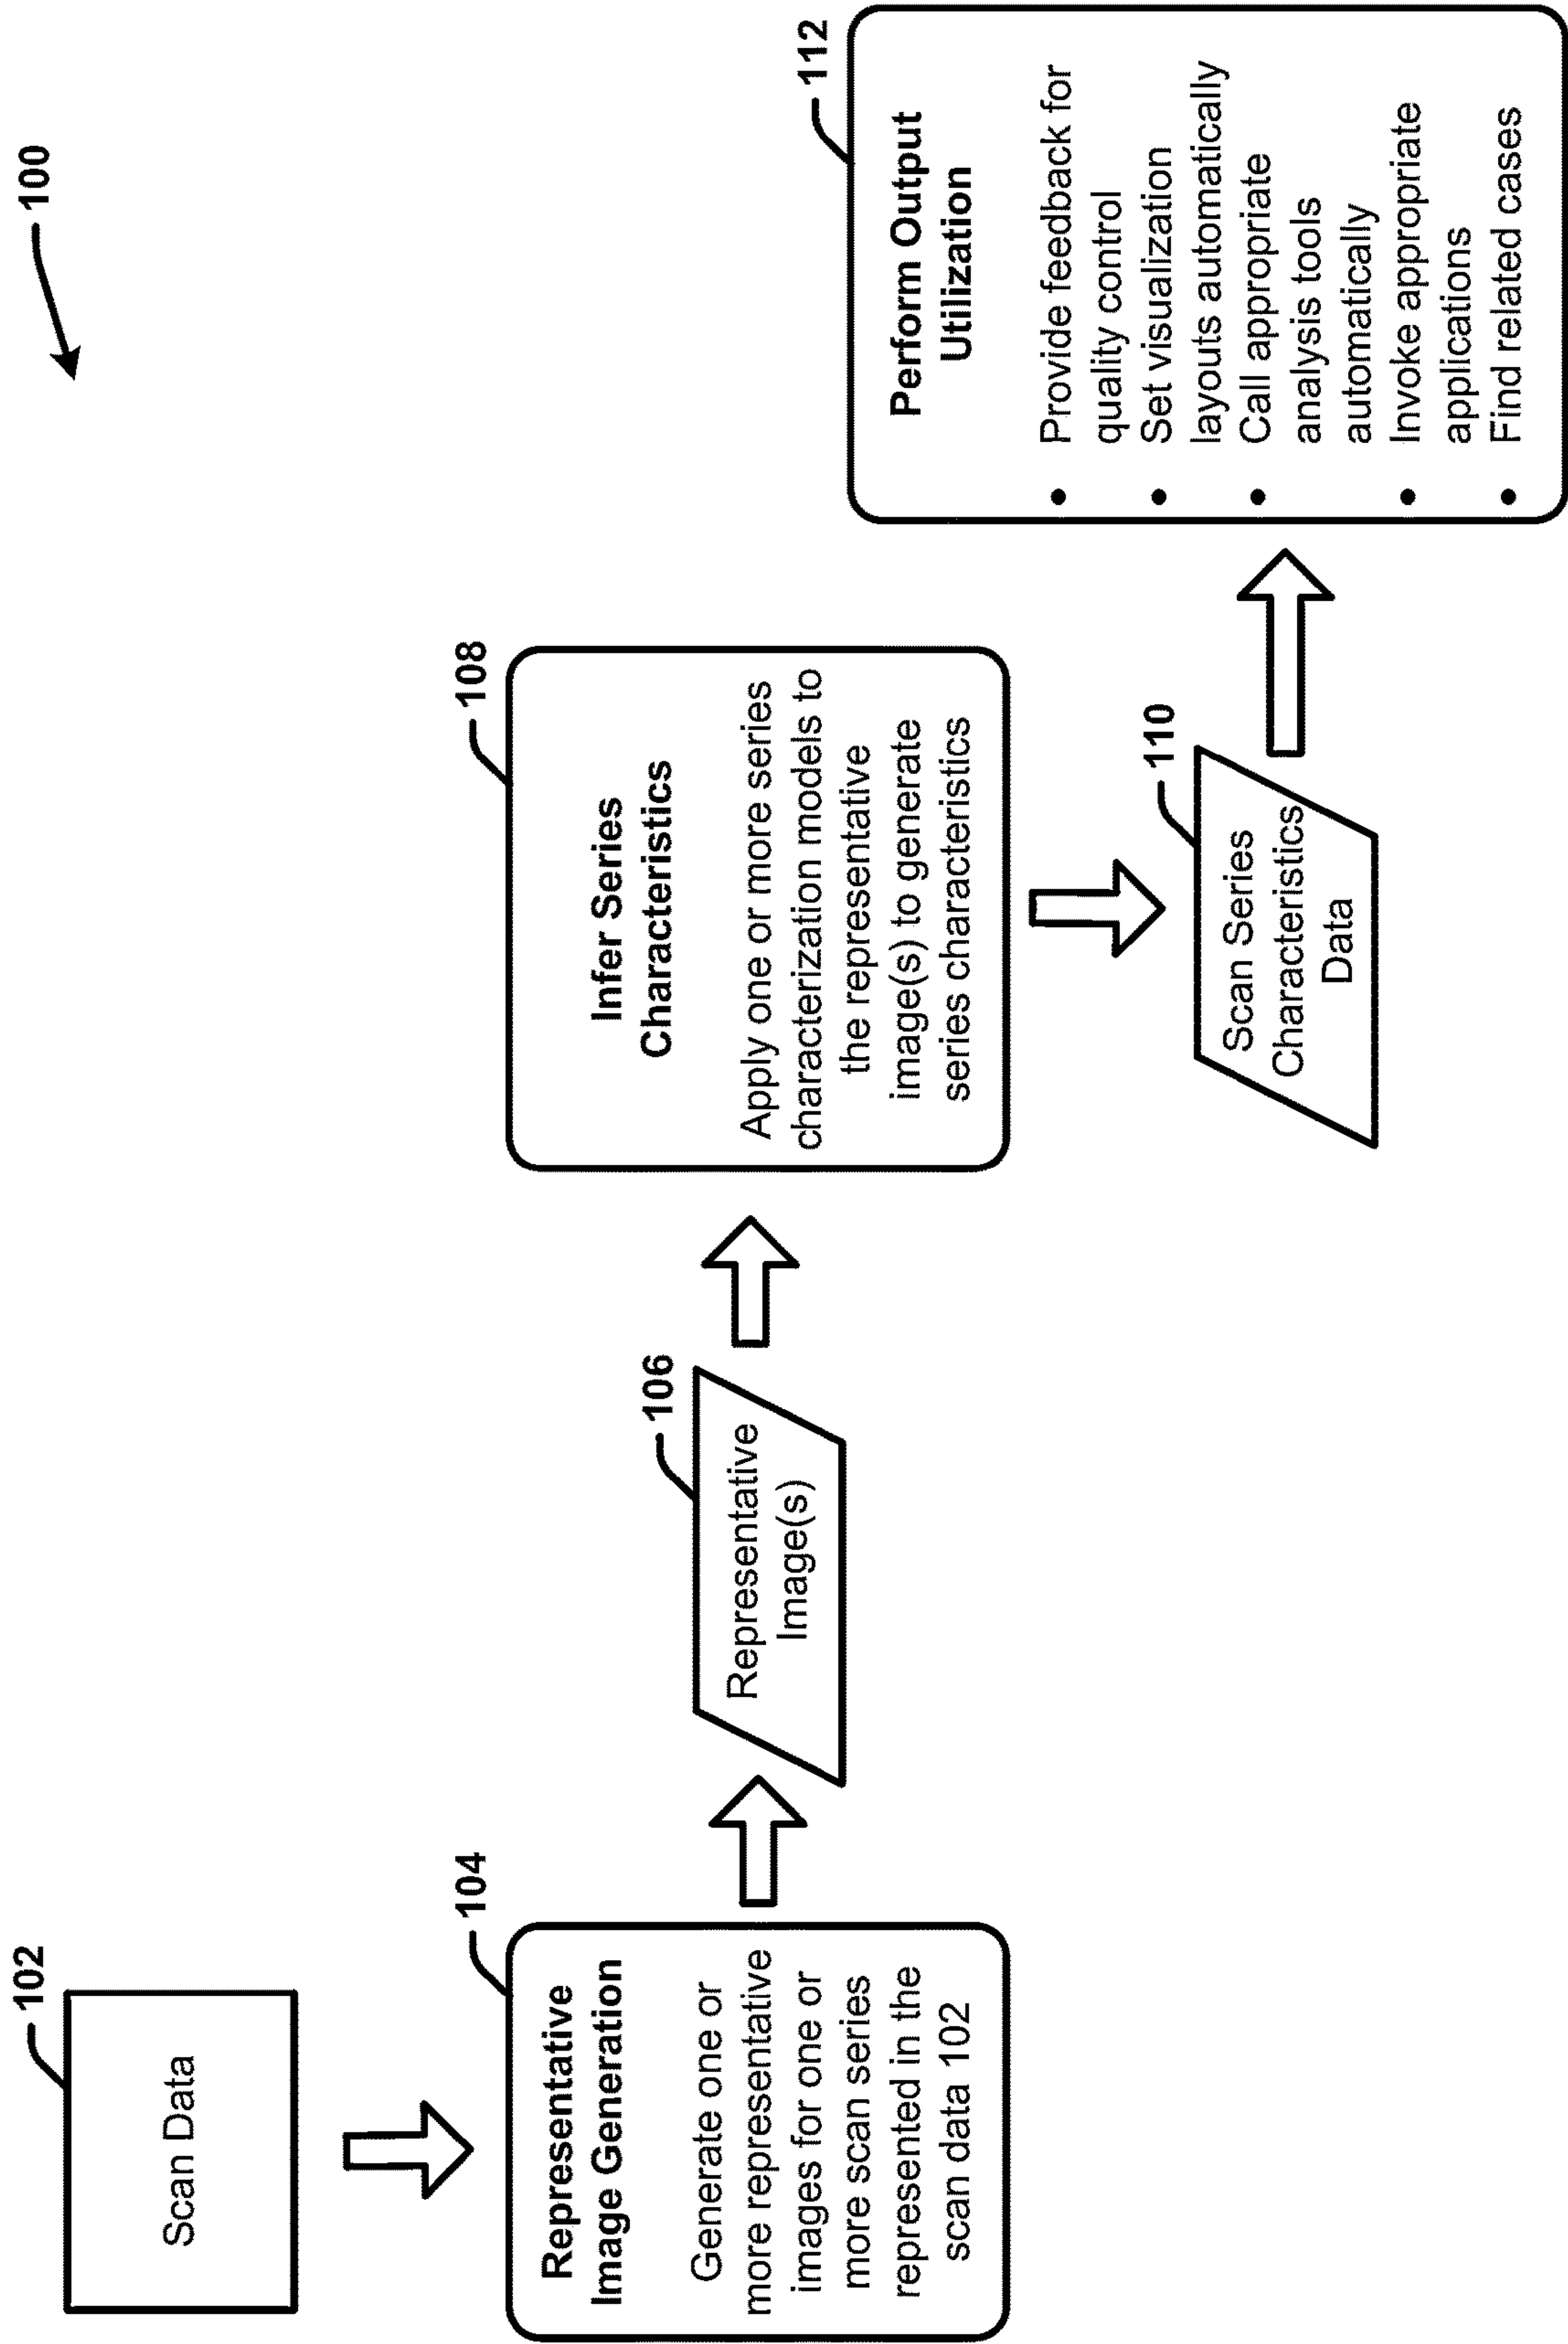 100
102
Scan Data
104
Representative
Image Generation
Generate one or
more representative
images for one or
more scan series
represented in the
scan data 102
106
Representative
Image(s)
108
Infer Series
Characteristics
Apply one or more series
characterization models to
the representative
image(s) to generate
series characteristics
110
Scan Series
Characteristics
Data
112
Perform Output
Utilization
• Provide feedback for
quality control
• Set visualization
layouts automatically
• Call appropriate
analysis tools
automatically
• Invoke appropriate
applications
• Find related cases